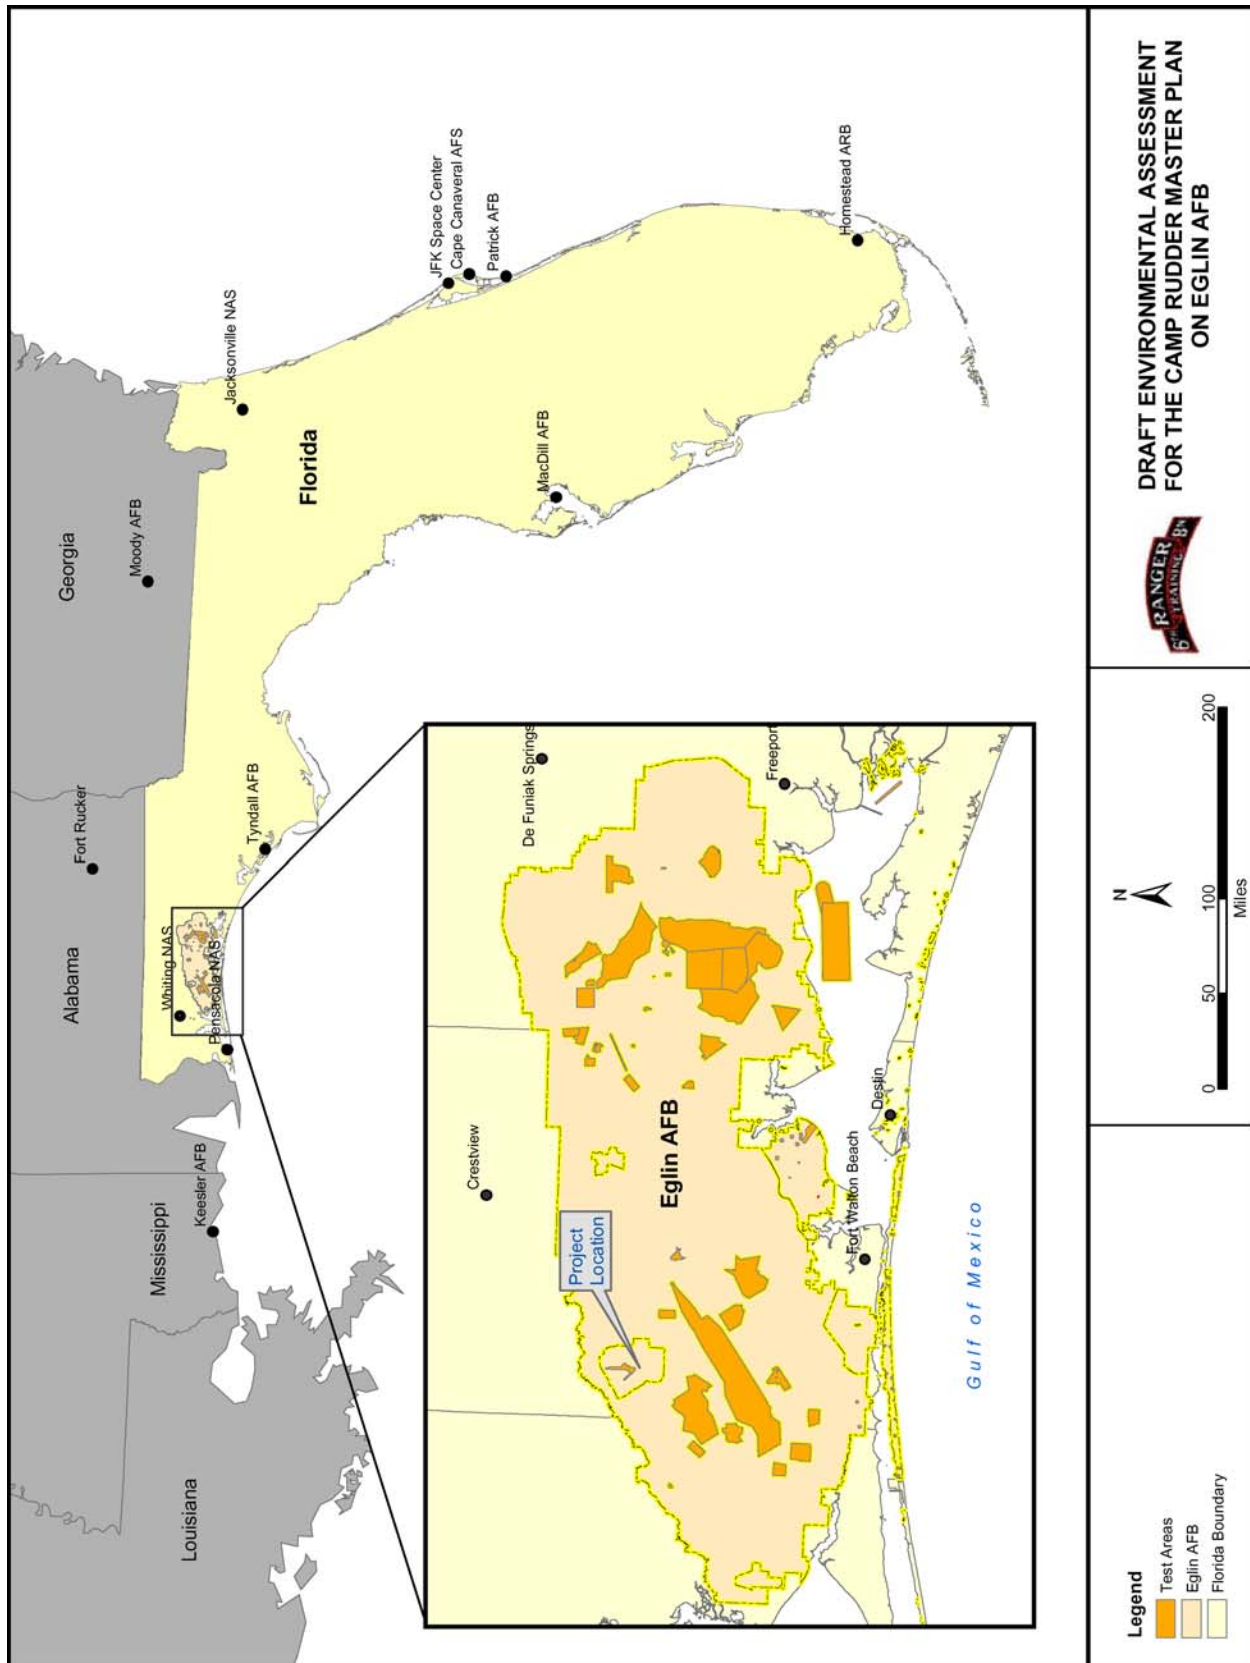 Georgia
Moody AFB
Alabama
Fort Rucker
Mississippi
Keesler AFB
Louisiana
Whiting NAS
Pensacola NAS
Tyndall AFB
Florida
Jacksonville NAS
JFK Space Center
Cape Canaveral AFS
Patrick AFB
MacDill AFB
Homestead ARB
Crestview
De Funiak Springs
Project
Location
Eglin AFB
Freeport
Fort Walton Beach
Destin
Gulf of Mexico
Legend
Test Areas
Eglin AFB
Florida Boundary
N
0
50
100
200
Miles
6TH RANGER BN
TRAINING
DRAFT ENVIRONMENTAL ASSESSMENT
FOR THE CAMP RUDDER MASTER PLAN
ON EGLIN AFB